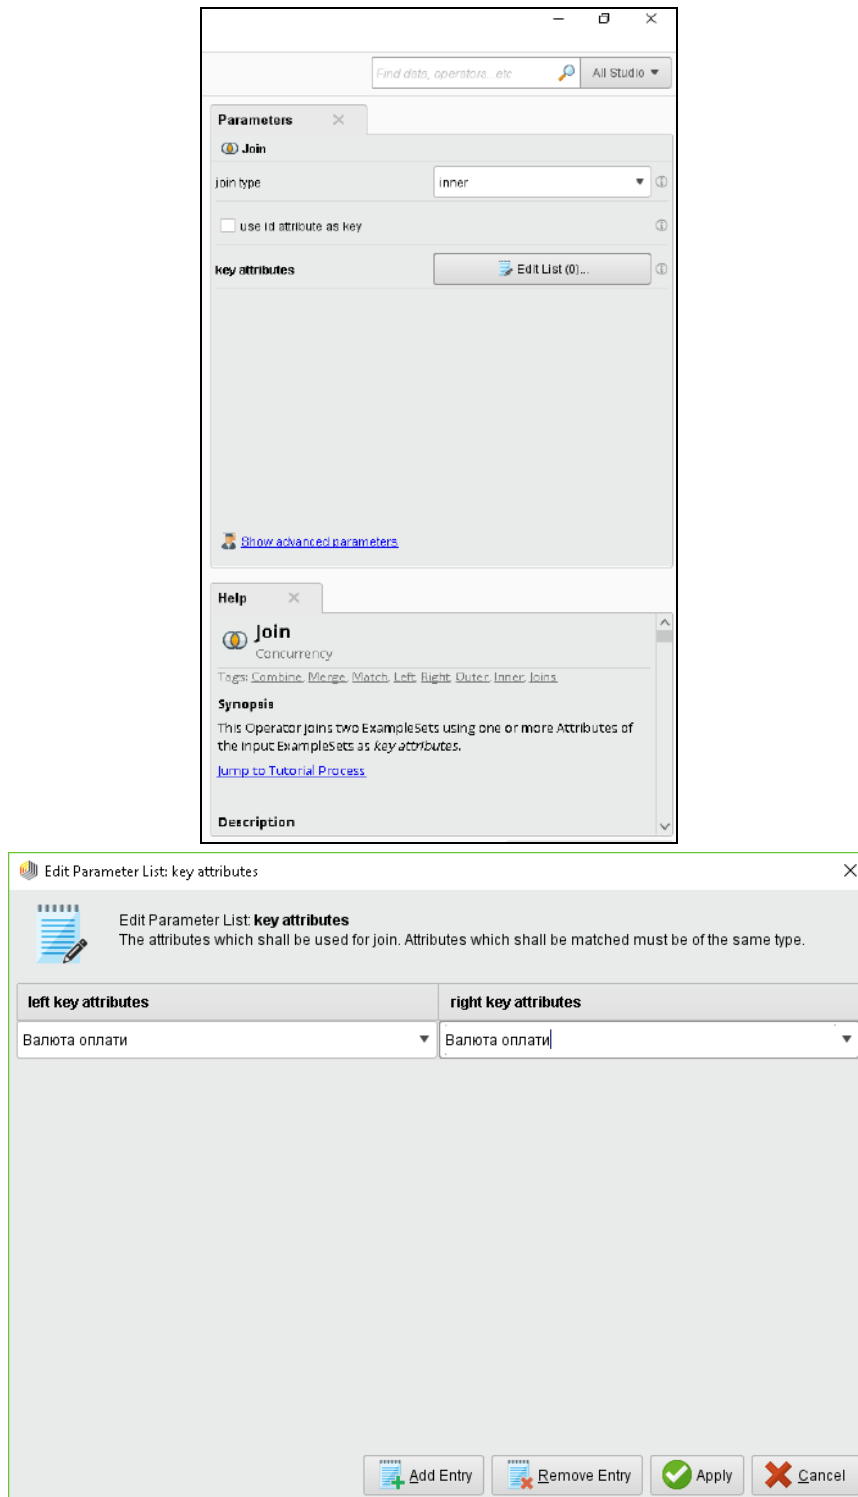 Find data, operators...etc
All Studio
Parameters
Join
join type
inner
use id attribute as key
key attributes
Edit List (0)...
Show advanced parameters
Help
Join
Concurrency
Tags: Combine, Merge, Match, Left, Right, Outer, Inner, Joins,
Synopsis
This Operator joins two ExampleSets using one or more Attributes of
the input ExampleSets as key attributes.
Jump to Tutorial Process
Description
Edit Parameter List: key attributes
Edit Parameter List: key attributes
The attributes which shall be used for join. Attributes which shall be matched must be of the same type.
left key attributes
right key attributes
Валюта оплати
Валюта оплати
Add Entry
Remove Entry
Apply
Cancel